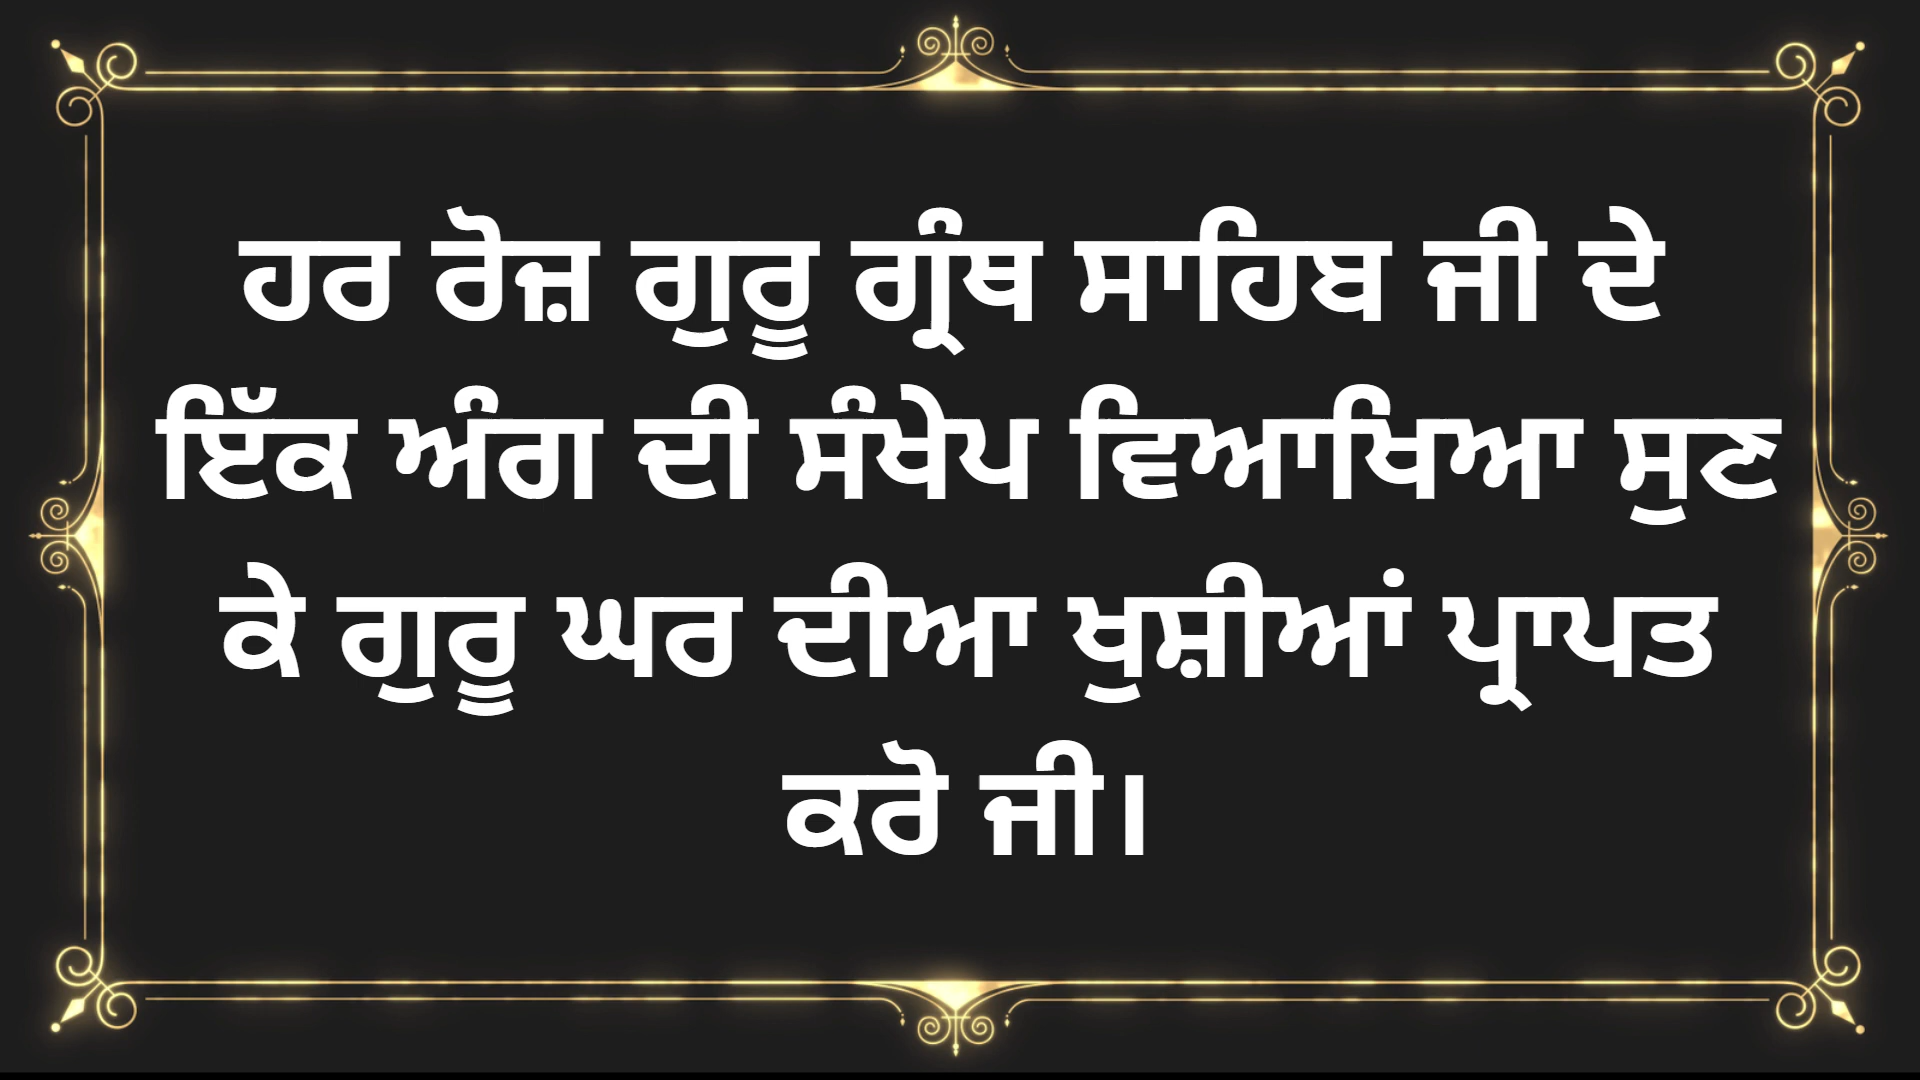 ਹਰ ਰੋਜ਼ ਗੁਰੂ ਗ੍ਰੰਥ ਸਾਹਿਬ ਜੀ ਦੇ
ਇੱਕ ਅੰਗ ਦੀ ਸੰਖੇਪ ਵਿਆਖਿਆ ਸੁਣ
ਕੇ ਗੁਰੂ ਘਰ ਦੀਆ ਖੁਸ਼ੀਆਂ ਪ੍ਰਾਪਤ
ਕਰੋ ਜੀ।